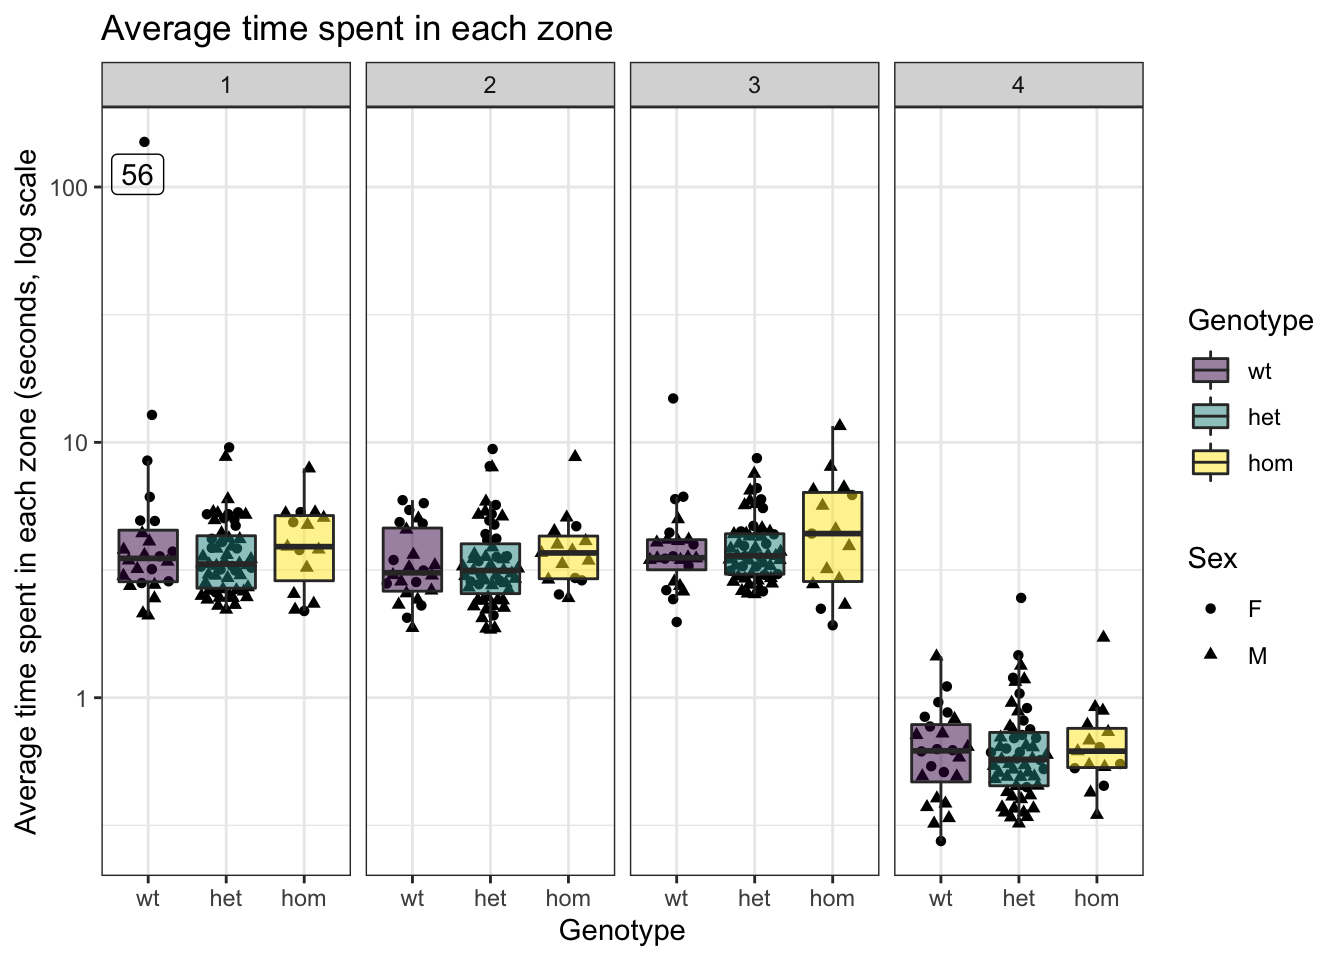 Average time spent in each zone
1 2 3 4
Average time spent in each zone (seconds, log scale
100
10
1
56
wt het hom wt het hom wt het hom wt het hom
Genotype
Genotype
wt
het
hom
Sex
F
M